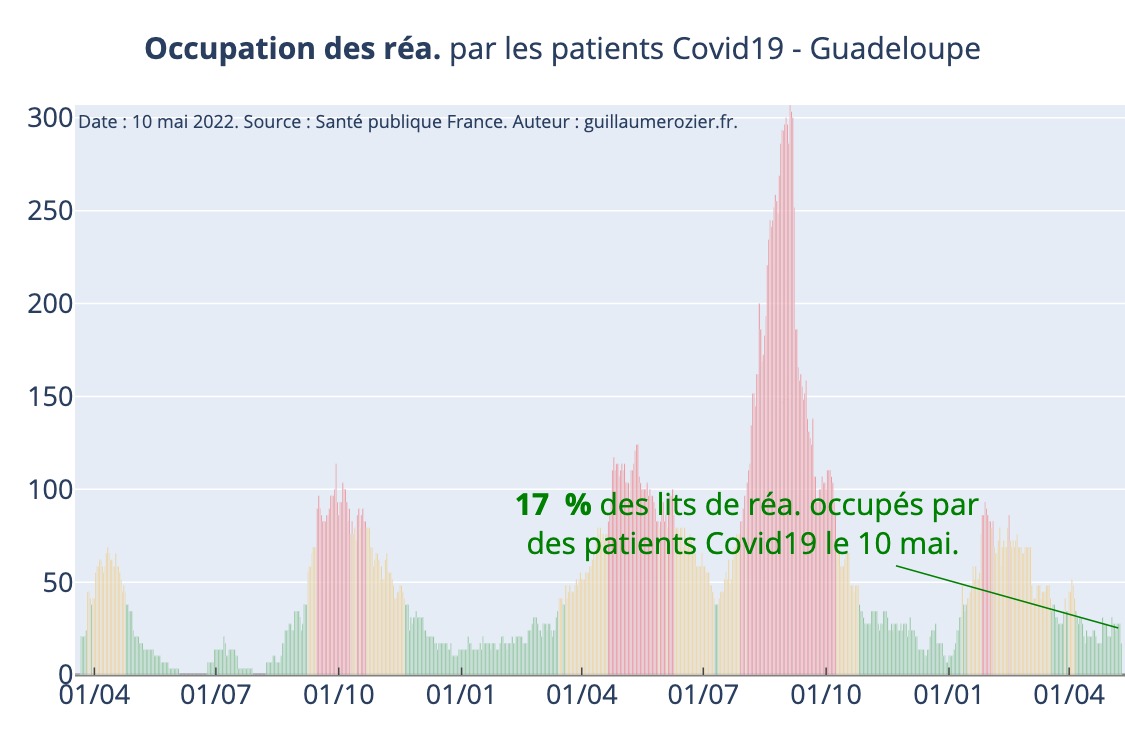 Occupation des réa. par les patients Covid19 - Guadeloupe
300
Date : 10 mai 2022. Source : Santé publique France. Auteur : guillaumerozier.fr.
250
200
150
100
17 % des lits de réa. occupés par
des patients Covid19 le 10 mai.
50
0
01/04 01/07 01/10 01/01 01/04 01/07 01/10 01/01 01/04